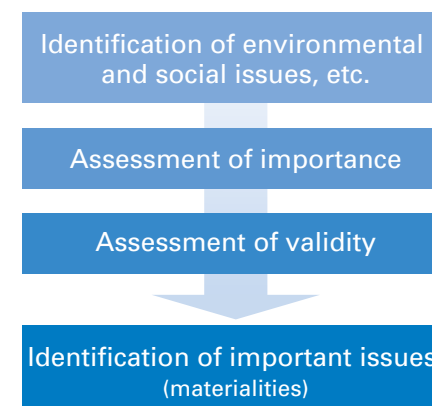 Identification of environmental
and social issues, etc.
Assessment of importance
Assessment of validity
Identification of important issues
(materialities)